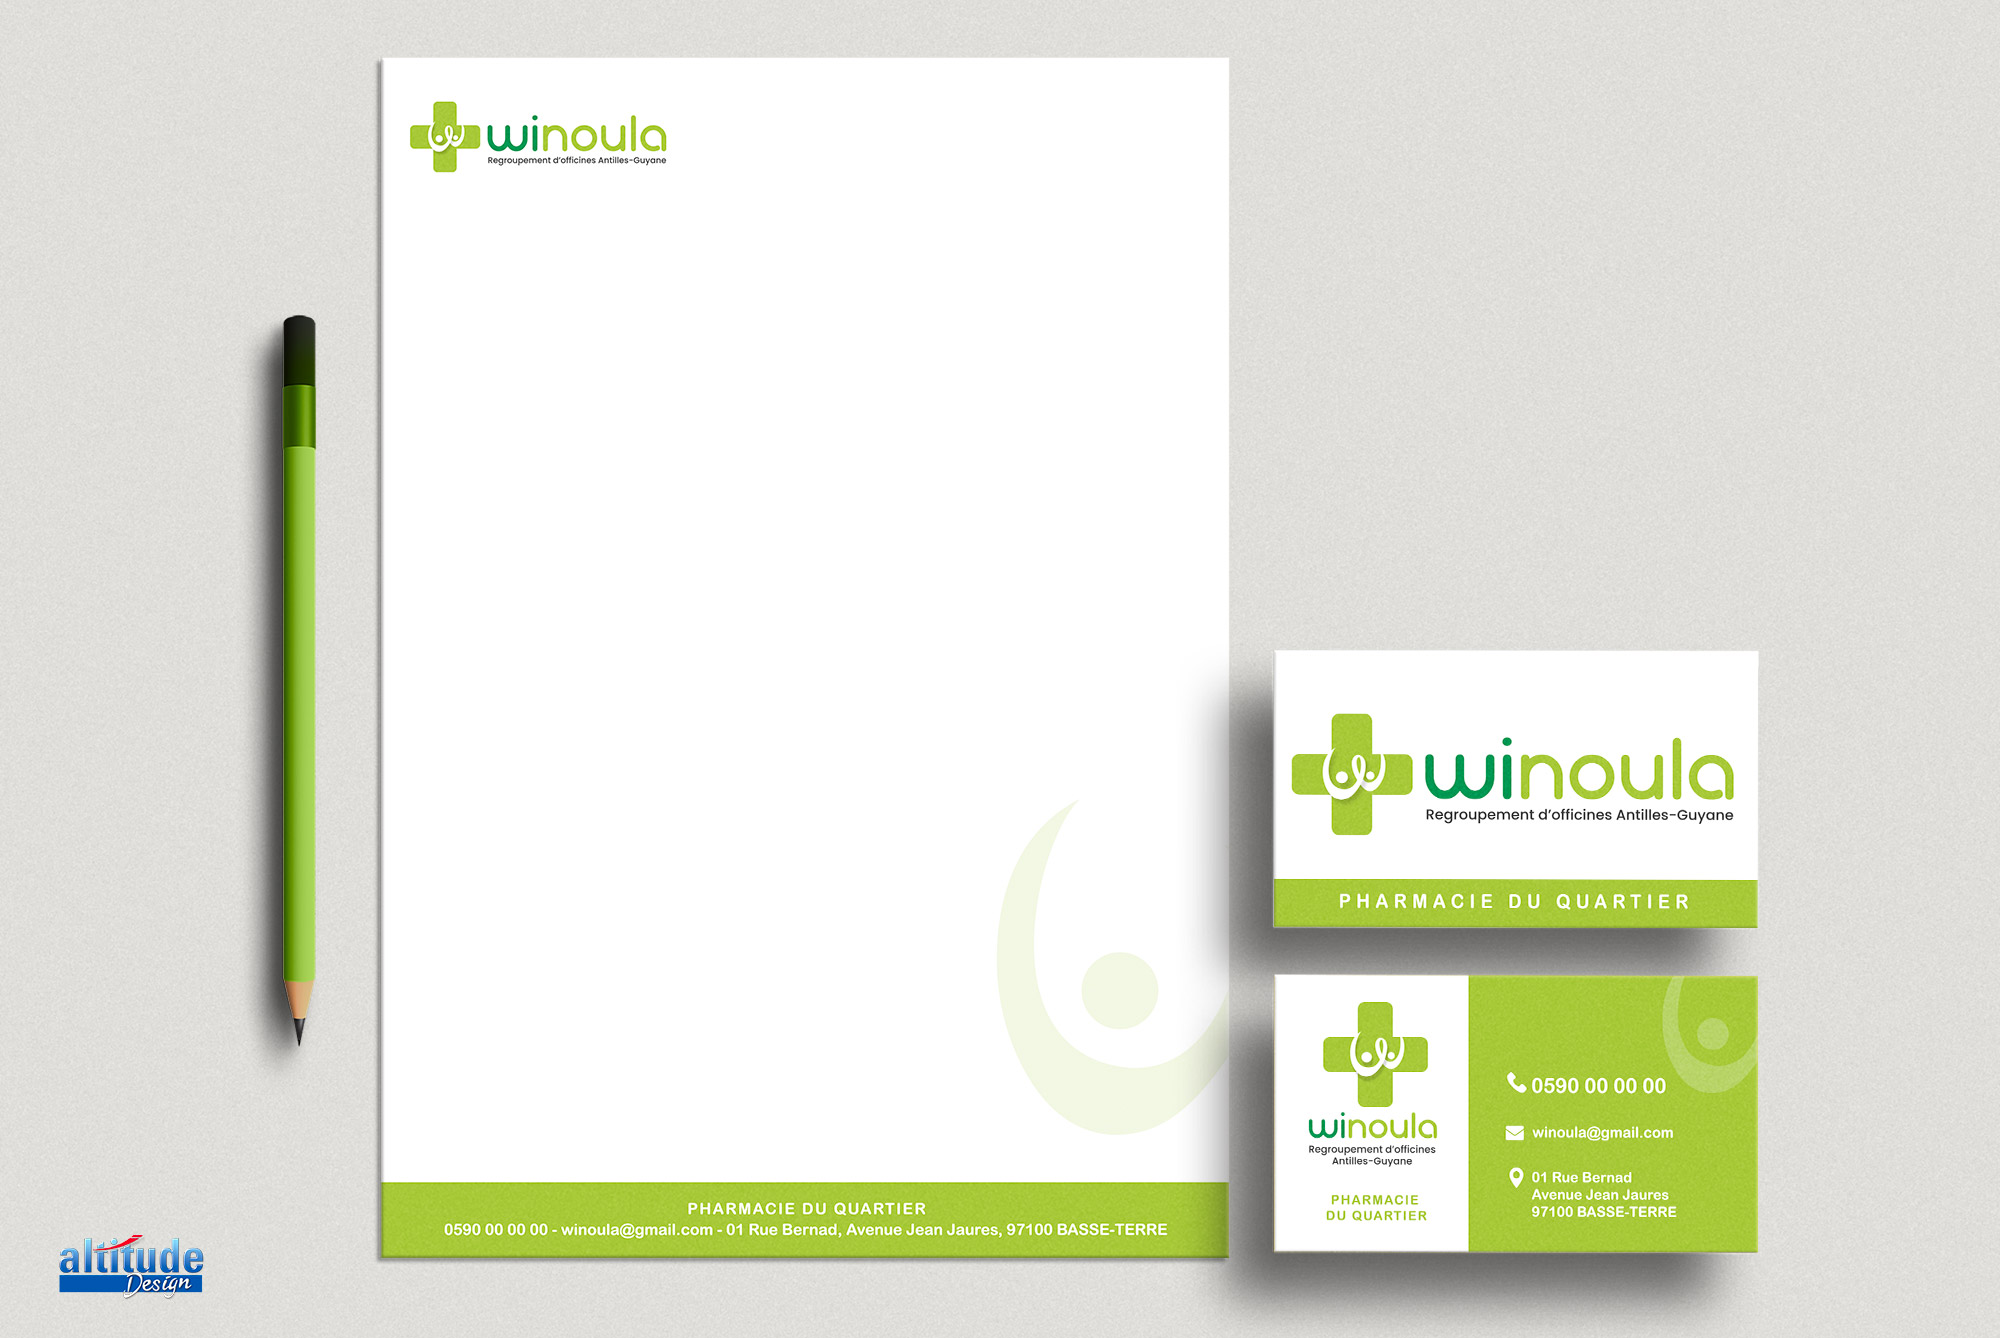 winoula
Regroupement d'officines Antilles-Guyane
PHARMACIE DU QUARTIER
0590 00 00 00 - winoula@gmail.com - 01 Rue Bernad, Avenue Jean Jaures, 97100 BASSE-TERRE
winoula
Regroupement d'officines Antilles-Guyane
PHARMACIE DU QUARTIER
winoula
Regroupement d'officines
Antilles-Guyane
PHARMACIE
DU QUARTIER
0590 00 00 00
winoula@gmail.com
01 Rue Bernad
Avenue Jean Jaures
97100 BASSE-TERRE
altitude
Design